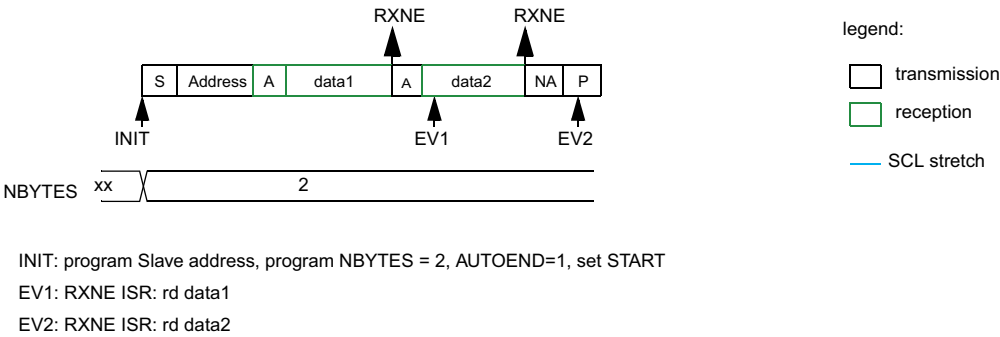 RXNE RXNE
legend:
S Address A data1 A data2 NA P
transmission
reception
INIT EV1 EV2
SCL stretch
NBYTES xx 2
INIT: program Slave address, program NBYTES = 2, AUTOEND=1, set START
EV1: RXNE ISR: rd data1
EV2: RXNE ISR: rd data2